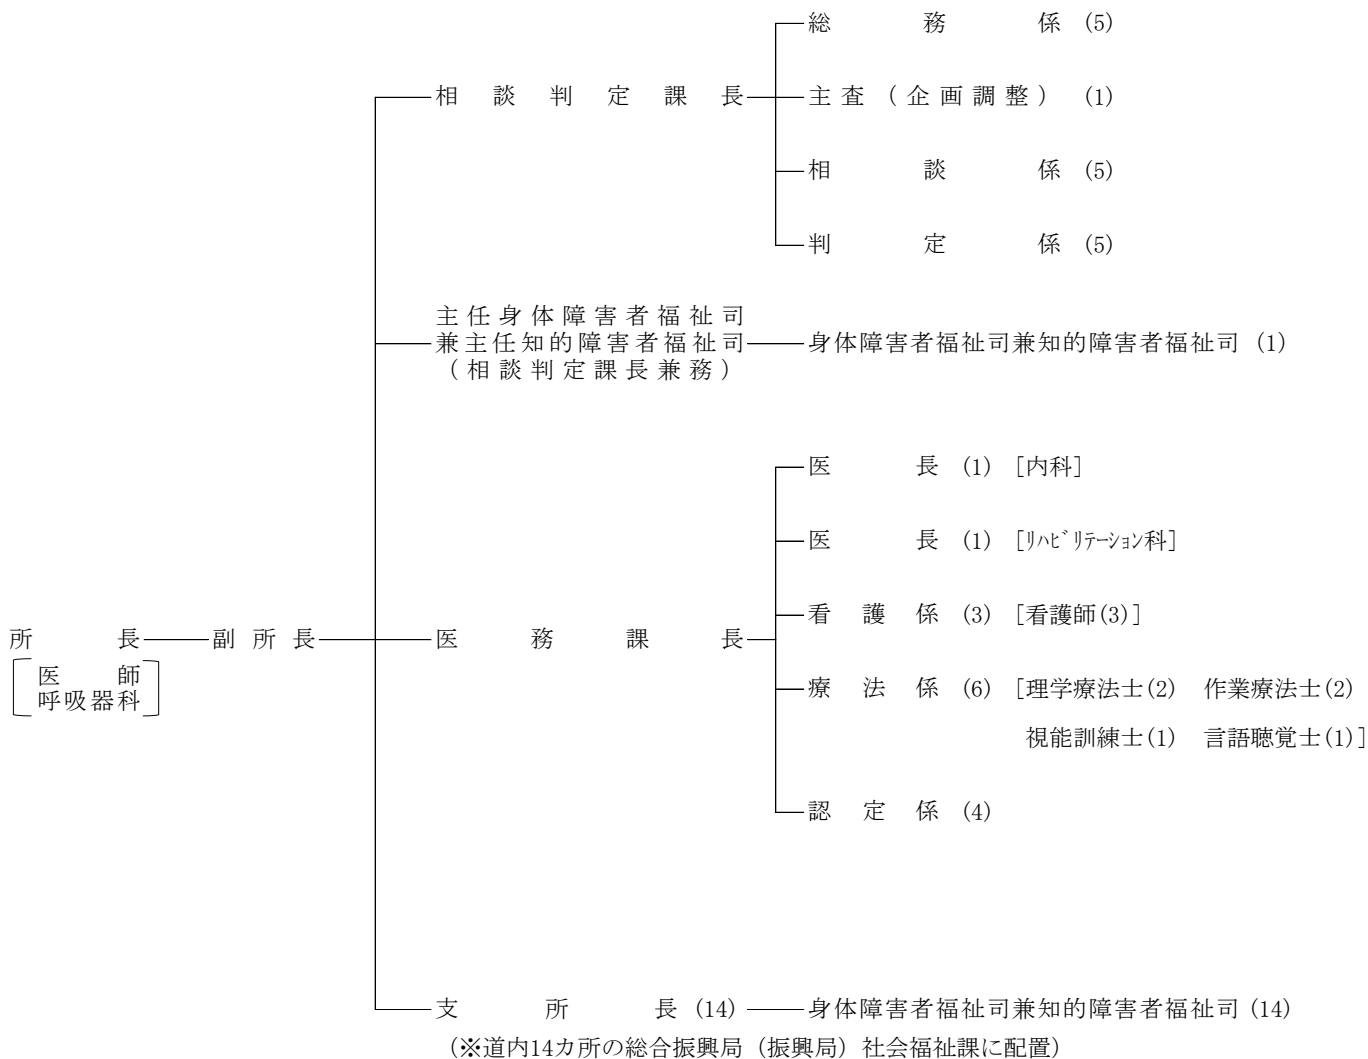 総務係 (5)
相談判定課長 主査(企画調整) (1)
相談係 (5)
判定係 (5)
主任身体障害者福祉司
兼主任知的障害者福祉司 身体障害者福祉司兼知的障害者福祉司 (1)
(相談判定課長兼務)
医長 (1) [内科]
医長 (1) [ﾘﾊﾋﾞﾘﾃｰｼｮﾝ科]
看護係 (3) [看護師(3)]
所長 副所長 医務課長
医師
呼吸器科
療法係 (6) [理学療法士(2) 作業療法士(2)
視能訓練士(1) 言語聴覚士(1)]
認定係 (4)
支所長 (14) 身体障害者福祉司兼知的障害者福祉司 (14)
(※道内14カ所の総合振興局(振興局)社会福祉課に配置)